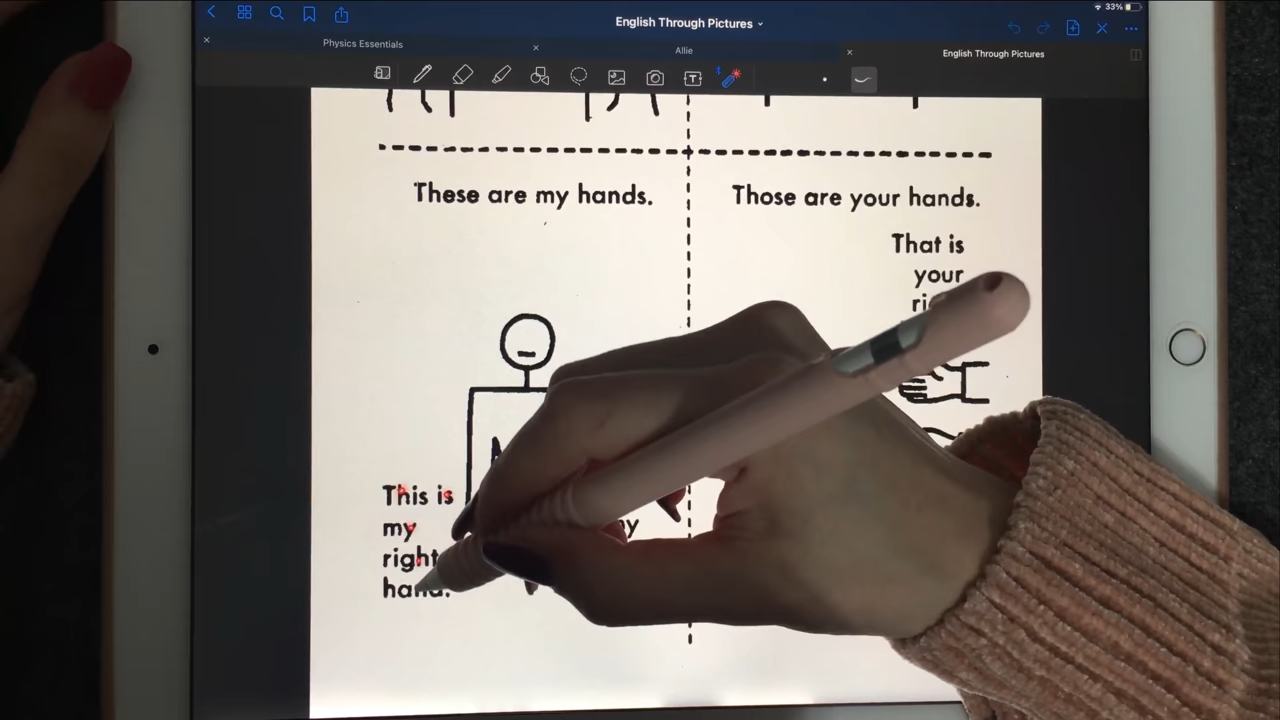 33%
English Through Pictures
Physics Essentials
Allie
English Through Pictures
These are my hands.
Those are your hands.
That is
your
This is
my
right
hand.